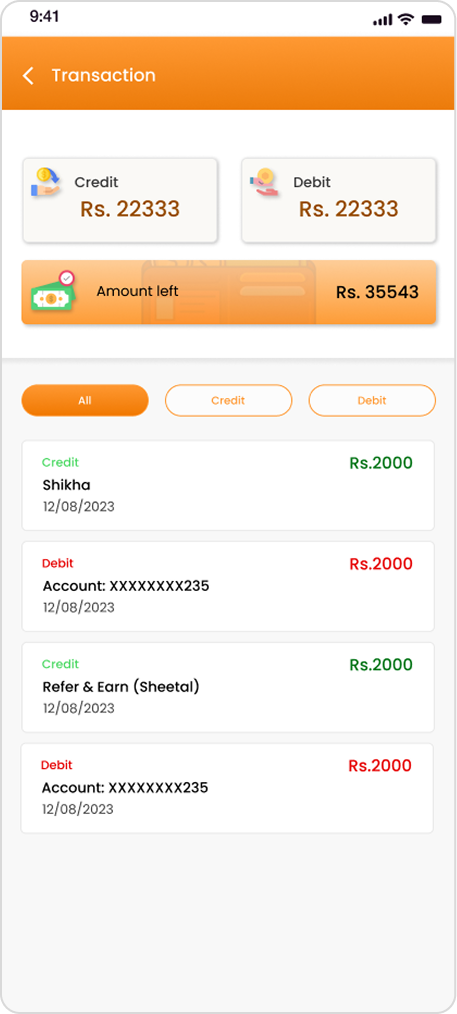 9:41
Transaction
Credit
Rs. 22333
Debit
Rs. 22333
Amount left
Rs. 35543
All
Credit
Debit
Credit
Rs.2000
Shikha
12/08/2023
Debit
Rs.2000
Account: XXXXXXXX235
12/08/2023
Credit
Rs.2000
Refer & Earn (Sheetal)
12/08/2023
Debit
Rs.2000
Account: XXXXXXXX235
12/08/2023